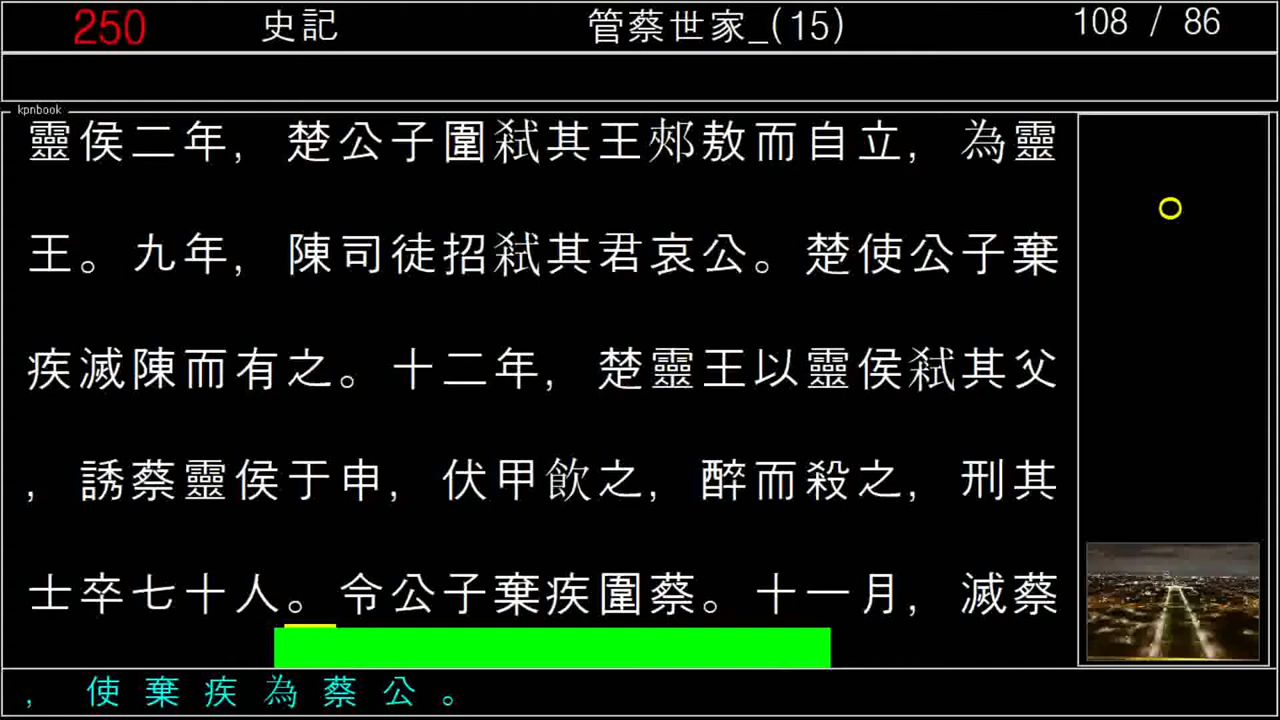 250 史記 管蔡世家_(15) 108 / 86
kpnbook
靈侯二年, 楚公子圍弒其王郟敖而自立, 為靈
王。九年, 陳司徒招弒其君哀公。楚使公子棄
疾滅陳而有之。十二年, 楚靈王以靈侯弒其父
, 誘蔡靈侯于申, 伏甲飲之, 醉而殺之, 刑其
士卒七十人。令公子棄疾圍蔡。十一月, 滅蔡
, 使棄疾為蔡公。